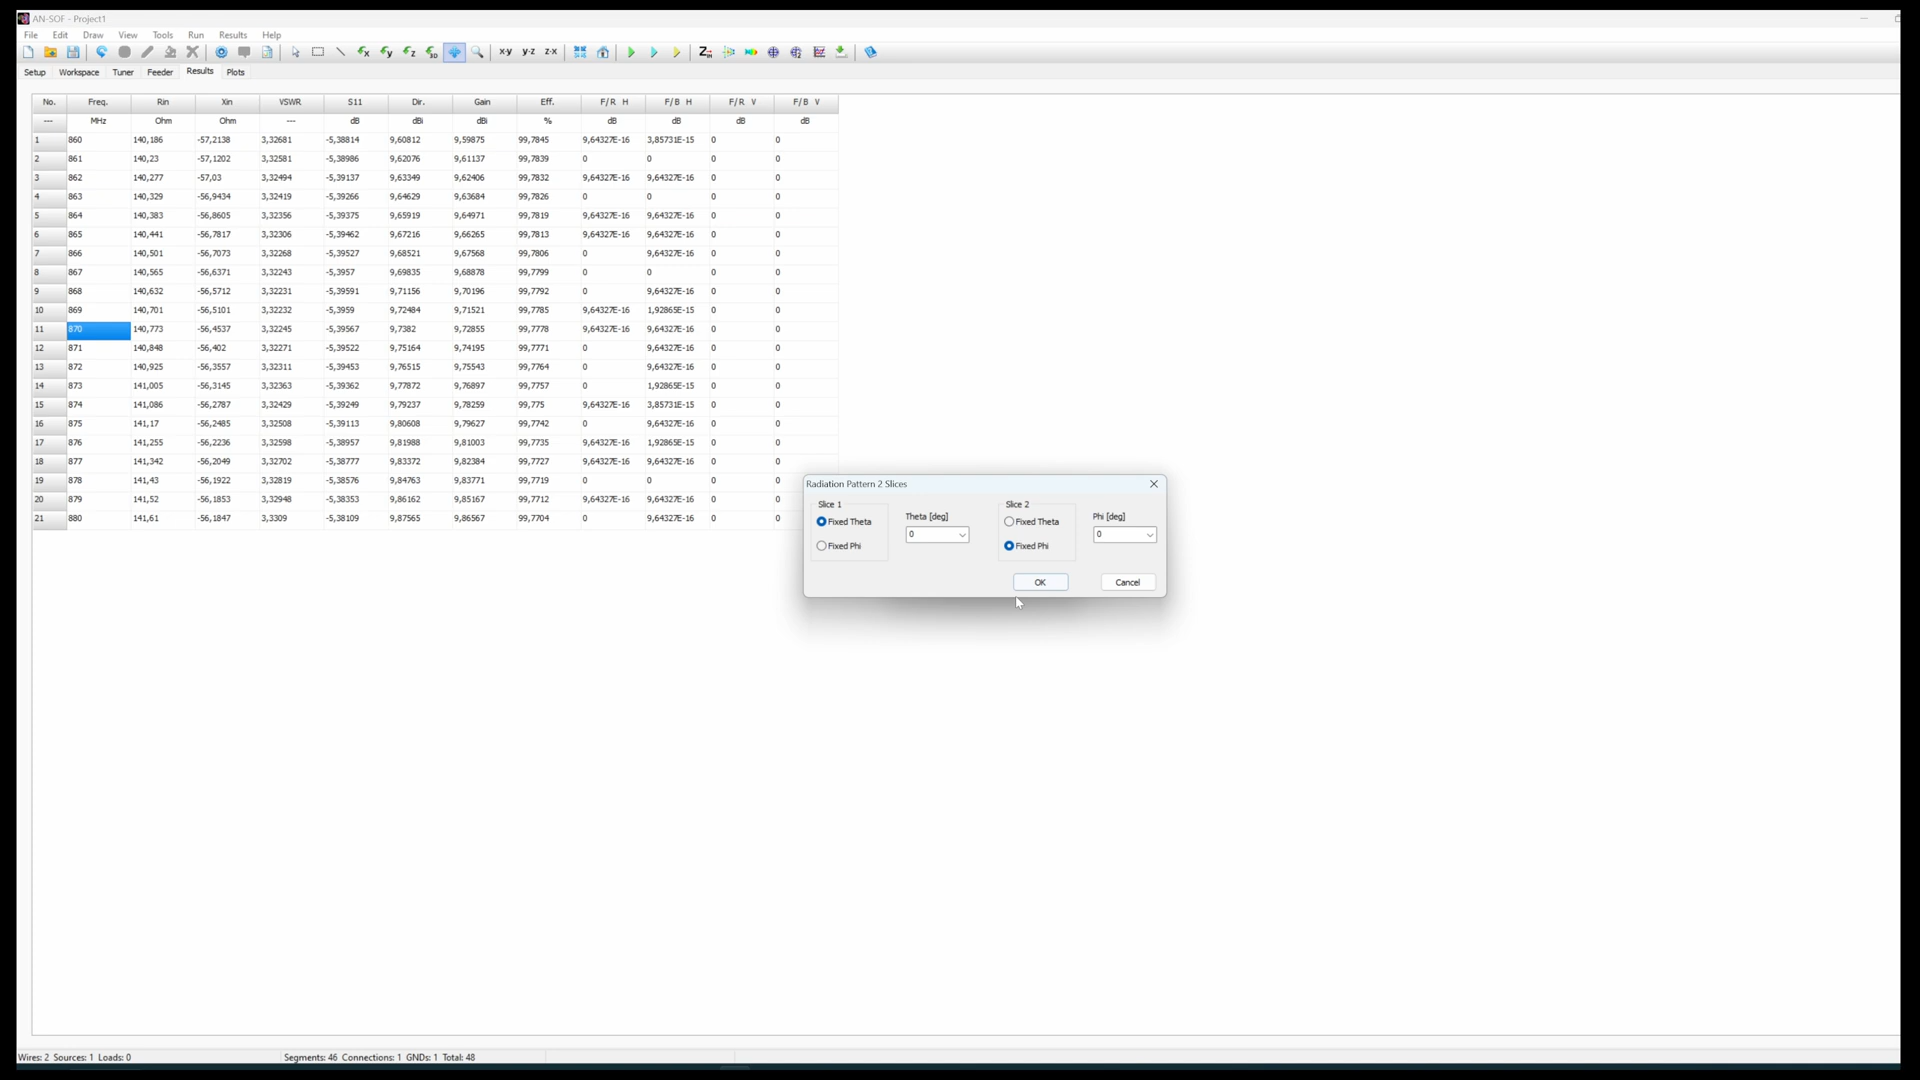 AN-SOF - Project1
File Edit Draw View Tools Run Results Help
x y z 3D x-y y-z z-x Zin
Setup Workspace Tuner Feeder Results Plots
No. Freq. Rin Xin VSWR S11 Dir. Gain Eff. F/R H F/B H F/R V F/B V
--- MHz Ohm Ohm --- dB dBi dBi % dB dB dB dB
1 860 140,186 -57,2138 3,32681 -5,38814 9,60812 9,59875 99,7845 9,64327E-16 3,85731E-15 0 0
2 861 140,23 -57,1202 3,32581 -5,38986 9,62076 9,61137 99,7839 0 0 0 0
3 862 140,277 -57,03 3,32494 -5,39137 9,63349 9,62406 99,7832 9,64327E-16 9,64327E-16 0 0
4 863 140,329 -56,9434 3,32419 -5,39266 9,64629 9,63684 99,7826 0 0 0 0
5 864 140,383 -56,8605 3,32356 -5,39375 9,65919 9,64971 99,7819 9,64327E-16 9,64327E-16 0 0
6 865 140,441 -56,7817 3,32306 -5,39462 9,67216 9,66265 99,7813 9,64327E-16 9,64327E-16 0 0
7 866 140,501 -56,7073 3,32268 -5,39527 9,68521 9,67568 99,7806 0 9,64327E-16 0 0
8 867 140,565 -56,6371 3,32243 -5,3957 9,69835 9,68878 99,7799 0 0 0 0
9 868 140,632 -56,5712 3,32231 -5,39591 9,71156 9,70196 99,7792 0 9,64327E-16 0 0
10 869 140,701 -56,5101 3,32232 -5,3959 9,72484 9,71521 99,7785 9,64327E-16 1,92865E-15 0 0
11 870 140,773 -56,4537 3,32245 -5,39567 9,7382 9,72855 99,7778 9,64327E-16 9,64327E-16 0 0
12 871 140,848 -56,402 3,32271 -5,39522 9,75164 9,74195 99,7771 0 9,64327E-16 0 0
13 872 140,925 -56,3557 3,32311 -5,39453 9,76515 9,75543 99,7764 0 9,64327E-16 0 0
14 873 141,005 -56,3145 3,32363 -5,39362 9,77872 9,76897 99,7757 0 1,92865E-15 0 0
15 874 141,086 -56,2787 3,32429 -5,39249 9,79237 9,78259 99,775 9,64327E-16 3,85731E-15 0 0
16 875 141,17 -56,2485 3,32508 -5,39113 9,80608 9,79627 99,7742 0 9,64327E-16 0 0
17 876 141,255 -56,2236 3,32598 -5,38957 9,81988 9,81003 99,7735 9,64327E-16 1,92865E-15 0 0
18 877 141,342 -56,2049 3,32702 -5,38777 9,83372 9,82384 99,7727 9,64327E-16 9,64327E-16 0 0
19 878 141,43 -56,1922 3,32819 -5,38576 9,84763 9,83771 99,7719 0 0 0 0
20 879 141,52 -56,1853 3,32948 -5,38353 9,86162 9,85167 99,7712 9,64327E-16 9,64327E-16 0 0
21 880 141,61 -56,1847 3,3309 -5,38109 9,87565 9,86567 99,7704 0 9,64327E-16 0 0
Radiation Pattern 2 Slices
Slice 1 Slice 2
Fixed Theta Theta [deg] Fixed Theta Phi [deg]
0 0
Fixed Phi Fixed Phi
OK Cancel
Wires: 2 Sources: 1 Loads: 0 Segments: 46 Connections: 1 GNDs: 1 Total: 48